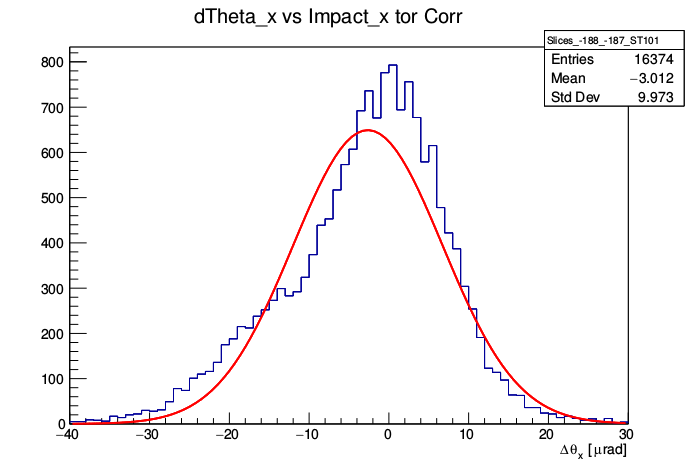 dTheta_x vs Impact_x tor Corr
Slices_-188_-187_ST101
Entries 16374
Mean −3.012
Std Dev 9.973
800
700
600
500
400
300
200
100
0
−40 −30 −20 −10 0 10 20 30
Δθx [μrad]